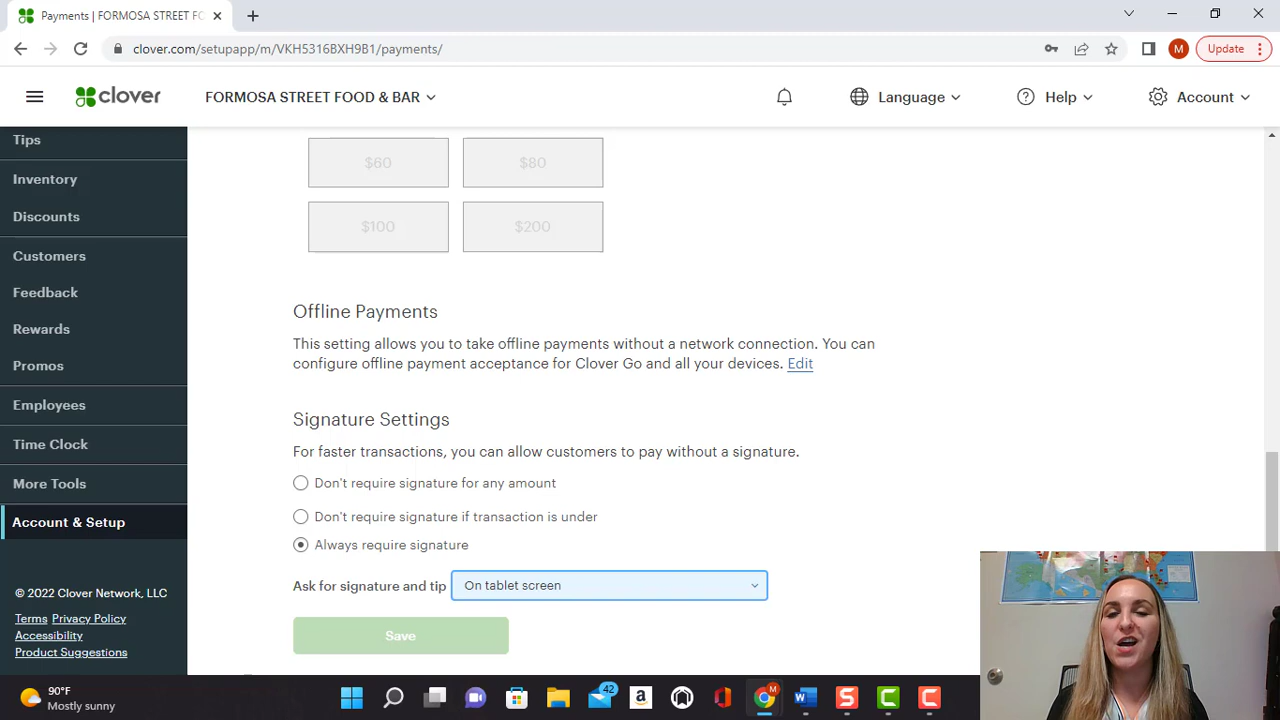 Payments | FORMOSA STREET FO
clover.com/setupapp/m/VKH5316BXH9B1/payments/
M
Update
clover
FORMOSA STREET FOOD & BAR
Language
Help
Account
Tips
Inventory
Discounts
Customers
Feedback
Rewards
Promos
Employees
Time Clock
More Tools
Account & Setup
© 2022 Clover Network, LLC
Terms Privacy Policy
Accessibility
Product Suggestions
$60
$80
$100
$200
Offline Payments
This setting allows you to take offline payments without a network connection. You can
configure offline payment acceptance for Clover Go and all your devices. Edit
Signature Settings
For faster transactions, you can allow customers to pay without a signature.
Don't require signature for any amount
Don't require signature if transaction is under
Always require signature
Ask for signature and tip On tablet screen
Save
90°F
Mostly sunny
42